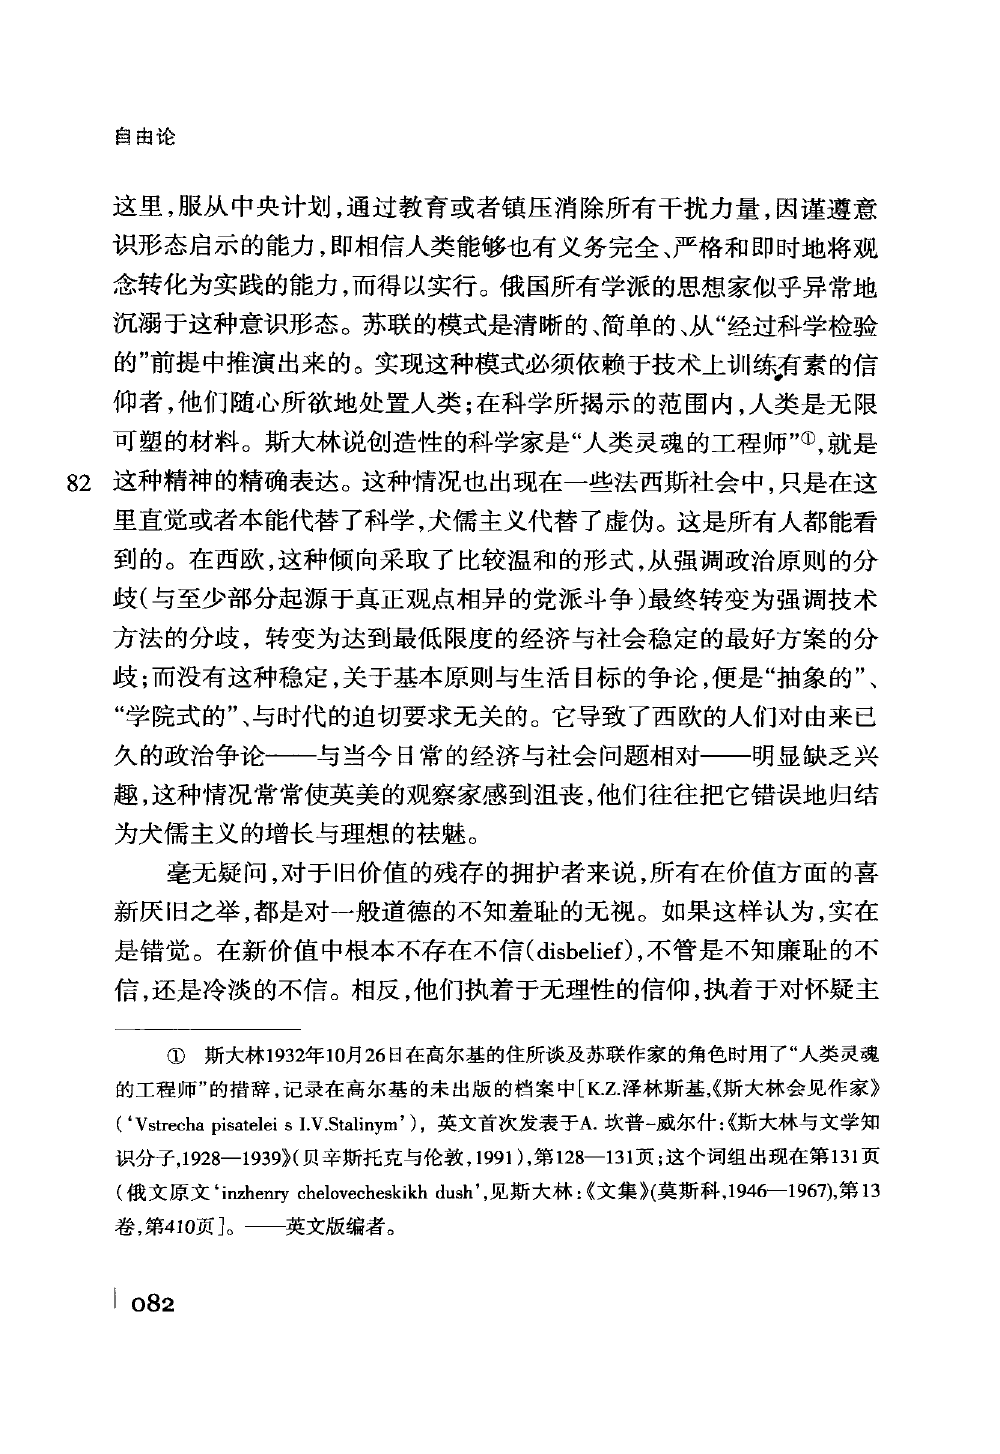 自由论
这里,服从中央计划,通过教育或者镇压消除所有干扰力量,因谨遵意
识形态启示的能力,即相信人类能够也有义务完全、严格和即时地将观
念转化为实践的能力,而得以实行。俄国所有学派的思想家似乎异常地
沉溺于这种意识形态。苏联的模式是清晰的、简单的、从“经过科学检验
的”前提中推演出来的。实现这种模式必须依赖于技术上训练有素的信
仰者,他们随心所欲地处置人类;在科学所揭示的范围内,人类是无限
可塑的材料。斯大林说创造性的科学家是“人类灵魂的工程师”①,就是
82 这种精神的精确表达。这种情况也出现在一些法西斯社会中,只是在这
里直觉或者本能代替了科学,犬儒主义代替了虚伪。这是所有人都能看
到的。在西欧,这种倾向采取了比较温和的形式,从强调政治原则的分
歧(与至少部分起源于真正观点相异的党派斗争)最终转变为强调技术
方法的分歧,转变为达到最低限度的经济与社会稳定的最好方案的分
歧;而没有这种稳定,关于基本原则与生活目标的争论,便是“抽象的”、
“学院式的”、与时代的迫切要求无关的。它导致了西欧的人们对由来已
久的政治争论——与当今日常的经济与社会问题相对——明显缺乏兴
趣,这种情况常常使英美的观察家感到沮丧,他们往往把它错误地归结
为犬儒主义的增长与理想的祛魅。
毫无疑问,对于旧价值的残存的拥护者来说,所有在价值方面的喜
新厌旧之举,都是对一般道德的不知羞耻的无视。如果这样认为,实在
是错觉。在新价值中根本不存在不信(disbelief),不管是不知廉耻的不
信,还是冷淡的不信。相反,他们执着于无理性的信仰,执着于对怀疑主
① 斯大林1932年10月26日在高尔基的住所谈及苏联作家的角色时用了“人类灵魂
的工程师”的措辞,记录在高尔基的未出版的档案中[K.Z.泽林斯基,《斯大林会见作家》
(‘Vstrecha pisatelei s I.V.Stalinym’),英文首次发表于A. 坎普-威尔什:《斯大林与文学知
识分子,1928—1939》(贝辛斯托克与伦敦,1991),第128—131页;这个词组出现在第131页
(俄文原文‘inzhenry chelovecheskikh dush’,见斯大林:《文集》(莫斯科,1946—1967),第13
卷,第410页]。——英文版编者。
082